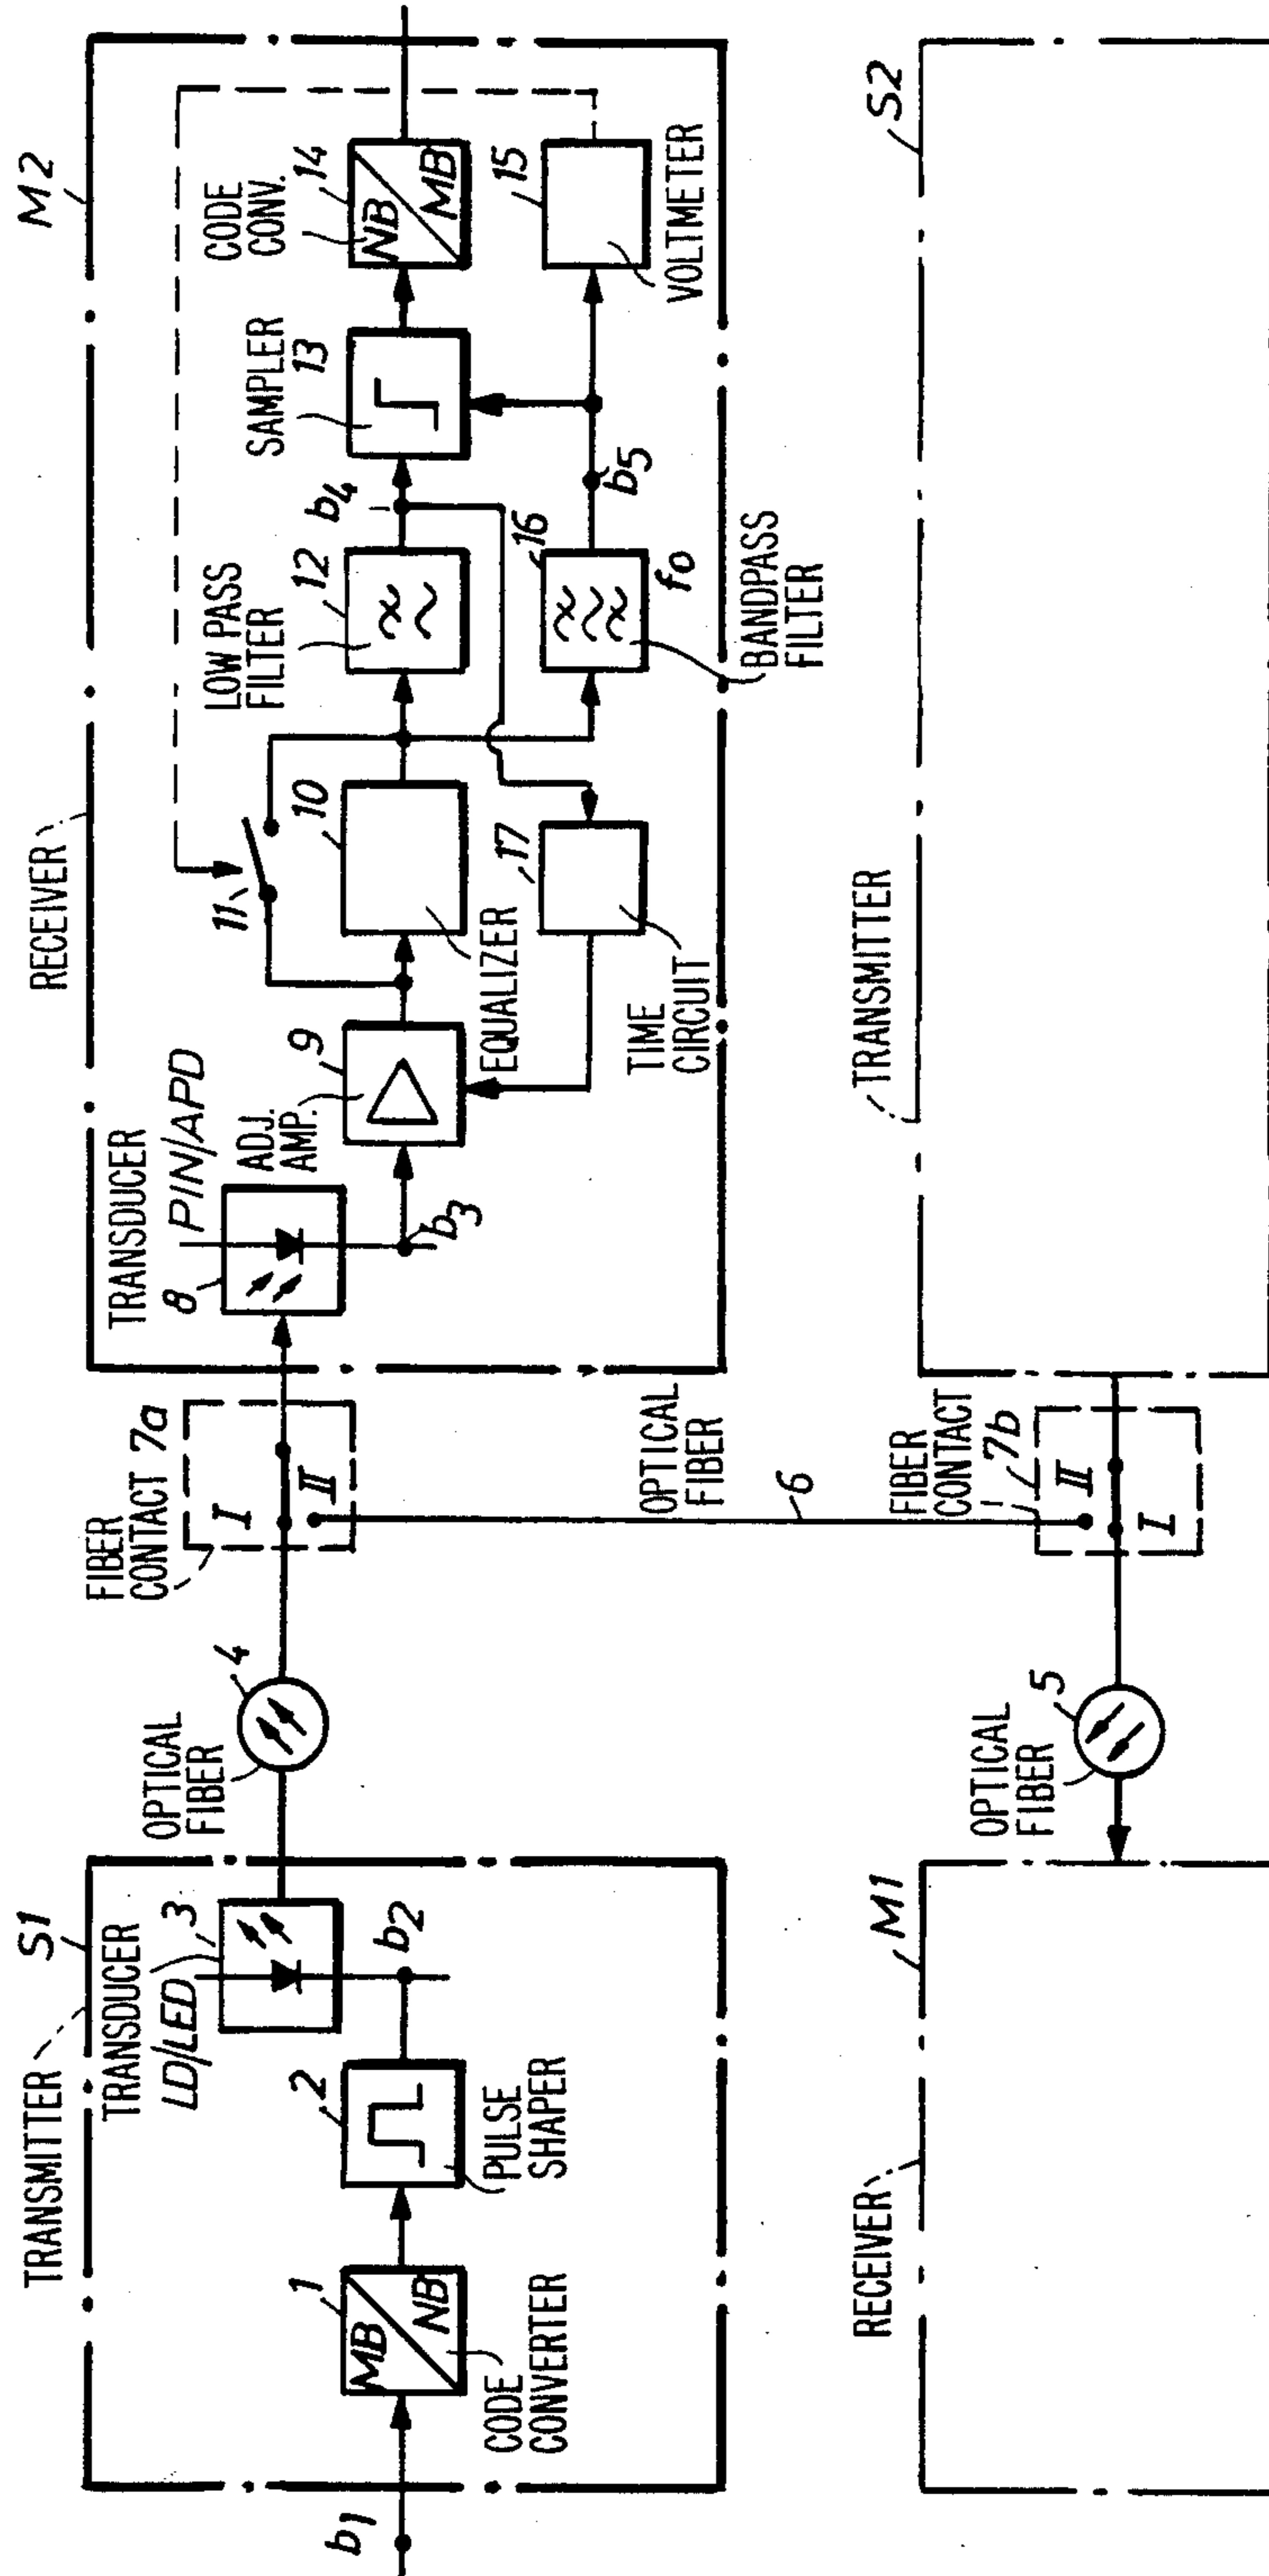 TRANSMITTER
S1
TRANSDUCER
3
LD/LED
b1
MB
NB
1
CODE
CONVERTER
2
PULSE
SHAPER
b2
OPTICAL
FIBER
4
FIBER
CONTACT 7a
I
II
OPTICAL
FIBER
6
RECEIVER
M2
TRANSDUCER
8
PIN/APD
b3
ADJ.
AMP.
9
11
10
EQUALIZER
17
TIME
CIRCUIT
LOW PASS
FILTER
12
b4
16
f0
BANDPASS
FILTER
b5
SAMPLER
13
CODE
CONV.
14
NB
MB
15
VOLTMETER
RECEIVER
M1
OPTICAL
FIBER
5
FIBER
CONTACT
7b
II
I
TRANSMITTER
S2